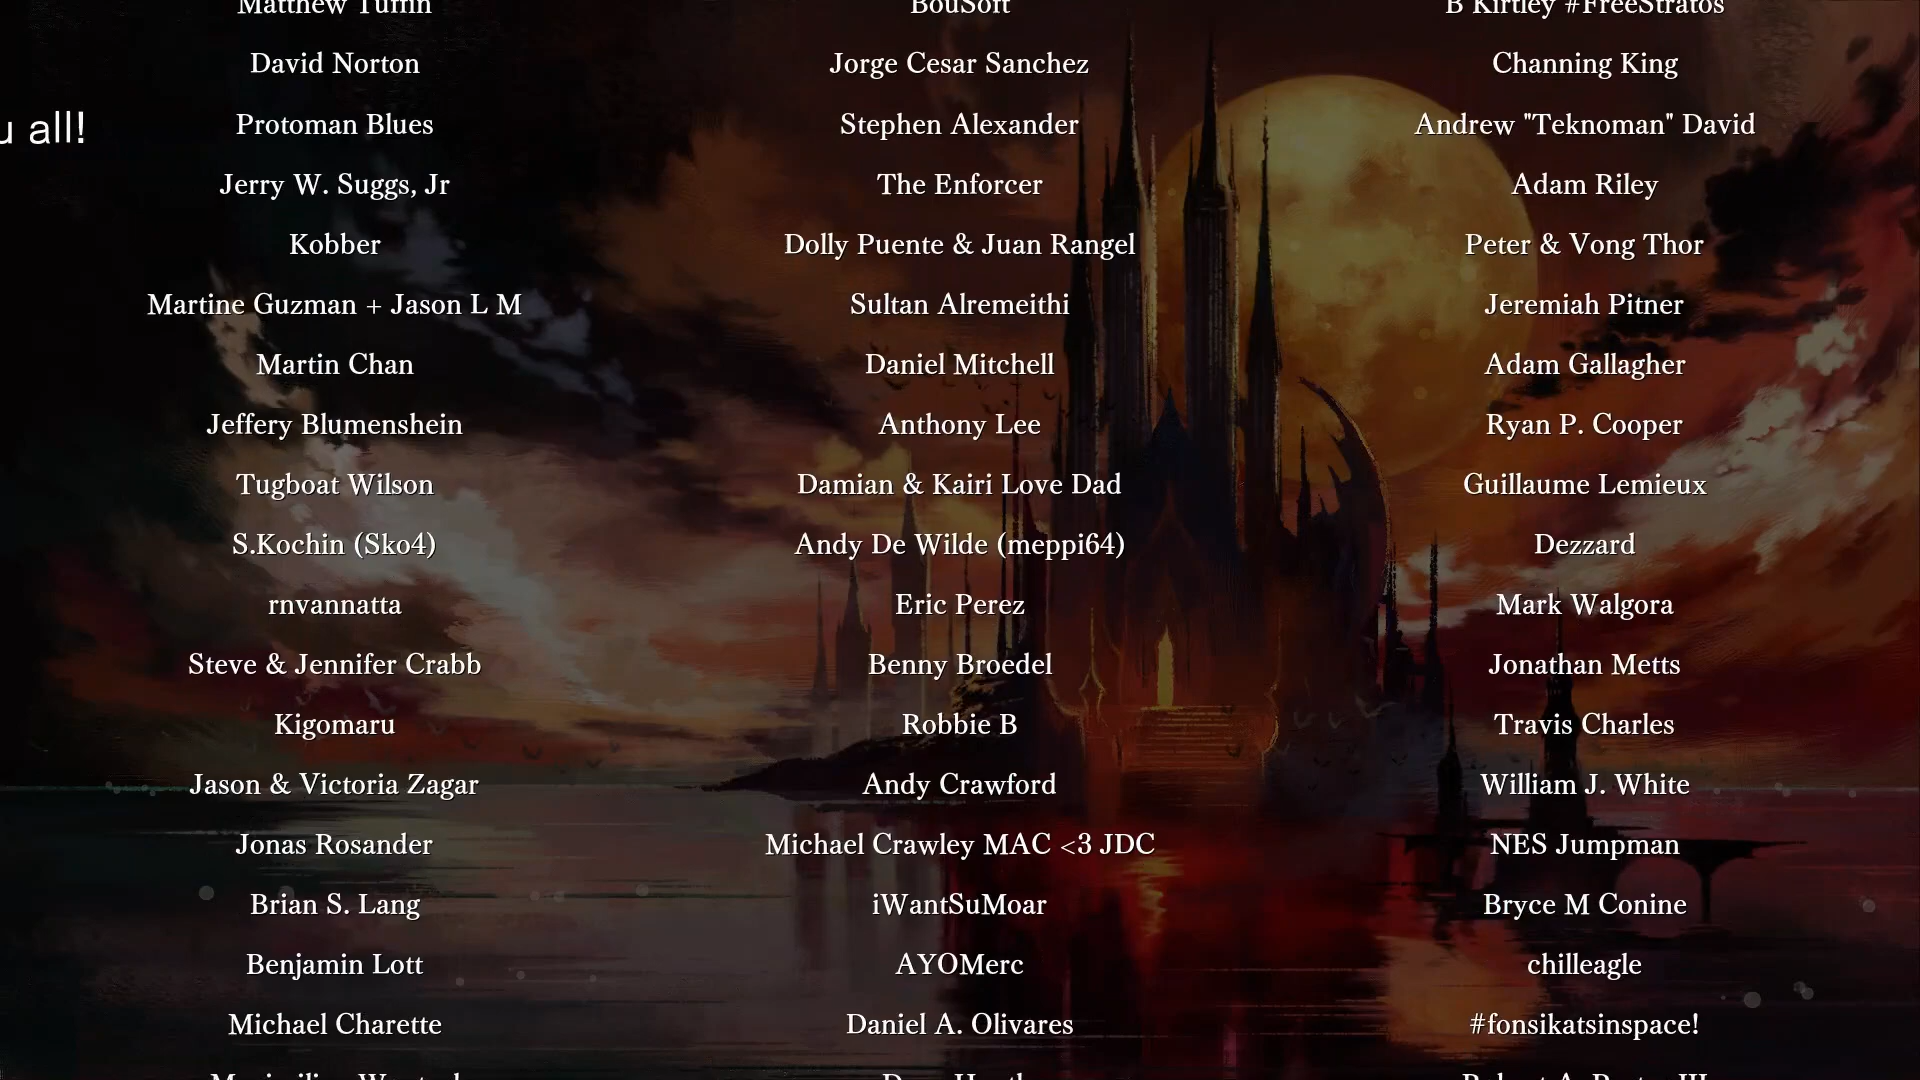 Matthew Tuffin
BouSoft
B Kirtley #FreeStratos
David Norton
Jorge Cesar Sanchez
Channing King
all!
Protoman Blues
Stephen Alexander
Andrew "Teknoman" David
Jerry W. Suggs, Jr
The Enforcer
Adam Riley
Kobber
Dolly Puente & Juan Rangel
Peter & Vong Thor
Martine Guzman + Jason L M
Sultan Alremeithi
Jeremiah Pitner
Martin Chan
Daniel Mitchell
Adam Gallagher
Jeffery Blumenshein
Anthony Lee
Ryan P. Cooper
Tugboat Wilson
Damian & Kairi Love Dad
Guillaume Lemieux
S.Kochin (Sko4)
Andy De Wilde (meppi64)
Dezzard
rnvannatta
Eric Perez
Mark Walgora
Steve & Jennifer Crabb
Benny Broedel
Jonathan Metts
Kigomaru
Robbie B
Travis Charles
Jason & Victoria Zagar
Andy Crawford
William J. White
Jonas Rosander
Michael Crawley MAC <3 JDC
NES Jumpman
Brian S. Lang
iWantSuMoar
Bryce M Conine
Benjamin Lott
AYOMerc
chilleagle
Michael Charette
Daniel A. Olivares
#fonsikatsinspace!